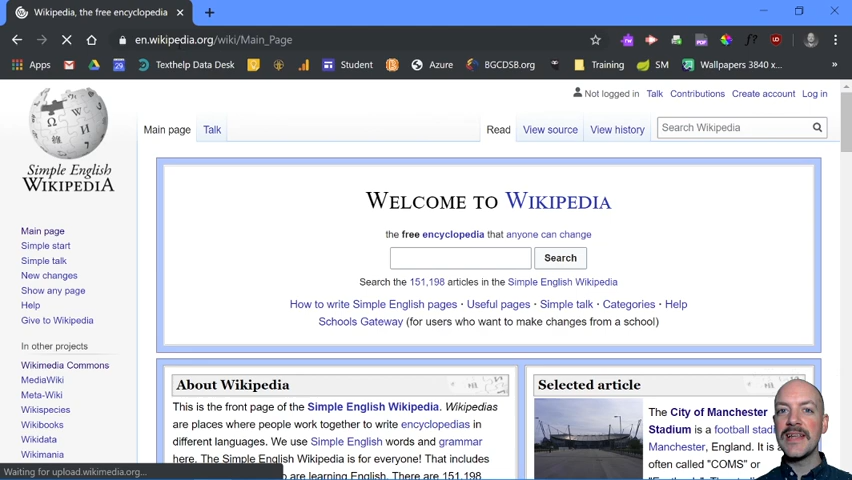 Wikipedia, the free encyclopedia
en.wikipedia.org/wiki/Main_Page
Apps
Texthelp Data Desk
Student
Azure
BGCDSB.org
Training
SM
Wallpapers 3840 x...
Not logged in Talk Contributions Create account Log in
Main page Talk Read View source View history Search Wikipedia
Simple English
WIKIPEDIA
WELCOME TO WIKIPEDIA
the free encyclopedia that anyone can change
Search
Search the 151,198 articles in the Simple English Wikipedia
How to write Simple English pages · Useful pages · Simple talk · Categories · Help
Schools Gateway (for users who want to make changes from a school)
Main page
Simple start
Simple talk
New changes
Show any page
Help
Give to Wikipedia
In other projects
Wikimedia Commons
MediaWiki
Meta-Wiki
Wikispecies
Wikibooks
Wikidata
Wikimania
About Wikipedia
This is the front page of the Simple English Wikipedia. Wikipedias
are places where people work together to write encyclopedias in
different languages. We use Simple English words and grammar
here. The Simple English Wikipedia is for everyone! That includes
are learning English. There are 151,198
Selected article
The City of Manchester
Stadium is a football
Manchester, England. It is a
often called "COMS" or
Waiting for upload.wikimedia.org...